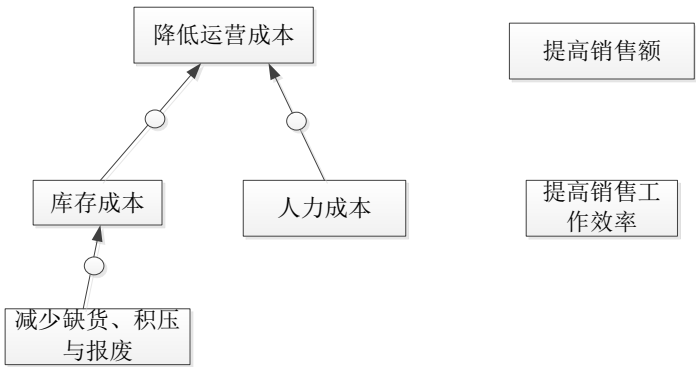 降低运营成本
提高销售额
库存成本
人力成本
提高销售工
作效率
减少缺货、积压
与报废